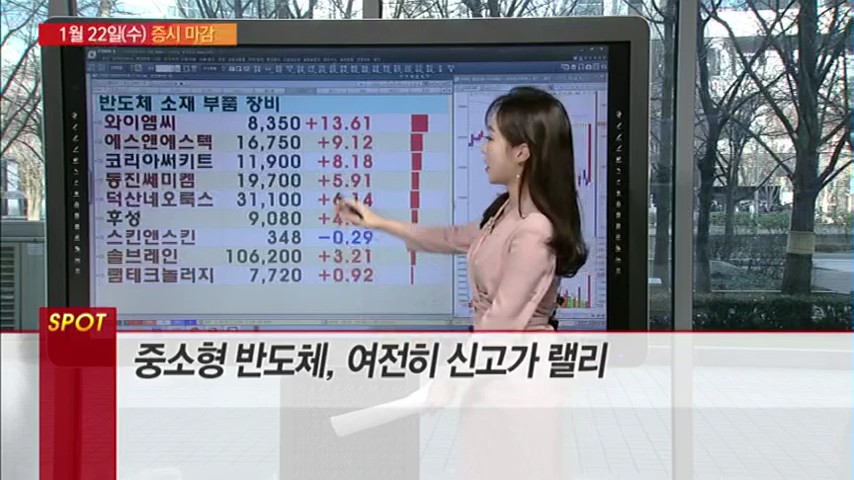 1월 22일(수) 증시 마감
반도체 소재 부품 장비
와이엠씨 8,350 +13.61
에스앤에스텍 16,750 +9.12
코리아써키트 11,900 +8.18
동진쎄미켐 19,700 +5.91
덕산네오룩스 31,100
후성 9,080
스킨앤스킨 348 -0.29
솔브레인 106,200 +3.21
램테크놀러지 7,720 +0.92
SPOT
중소형 반도체, 여전히 신고가 랠리